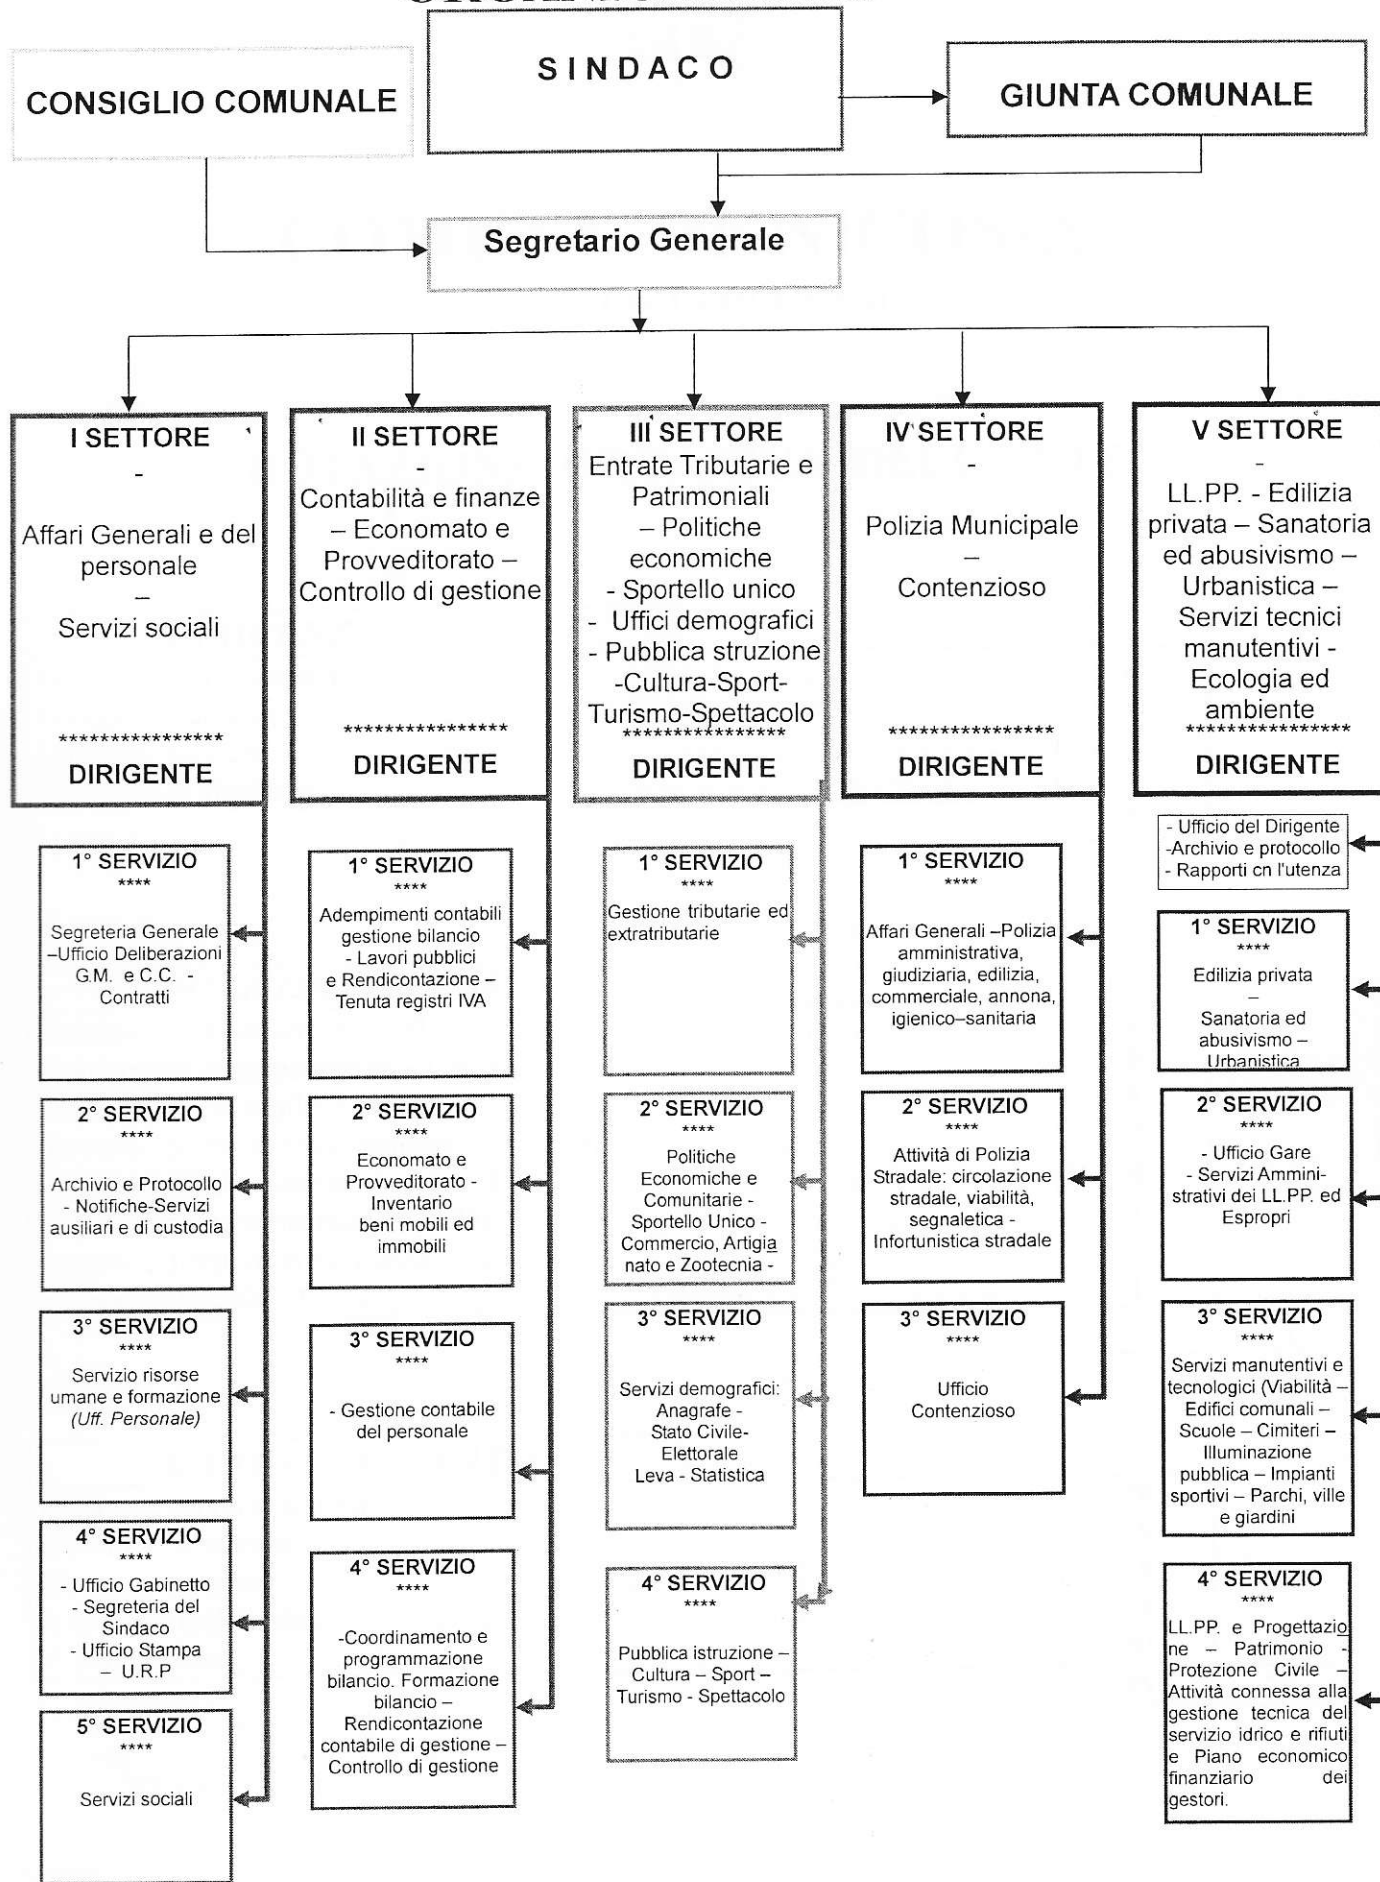 SINDACO
CONSIGLIO COMUNALE
GIUNTA COMUNALE
Segretario Generale
I SETTORE
-
Affari Generali e del
personale
–
Servizi sociali
****************
DIRIGENTE
1° SERVIZIO
****
Segreteria Generale
–Ufficio Deliberazioni
G.M. e C.C. -
Contratti
2° SERVIZIO
****
Archivio e Protocollo
- Notifiche-Servizi
ausiliari e di custodia
3° SERVIZIO
****
Servizio risorse
umane e formazione
(Uff. Personale)
4° SERVIZIO
****
- Ufficio Gabinetto
- Segreteria del
Sindaco
- Ufficio Stampa
– U.R.P
5° SERVIZIO
****
Servizi sociali
II SETTORE
-
Contabilità e finanze
– Economato e
Provveditorato –
Controllo di gestione
****************
DIRIGENTE
1° SERVIZIO
****
Adempimenti contabili
gestione bilancio
- Lavori pubblici
e Rendicontazione –
Tenuta registri IVA
2° SERVIZIO
****
Economato e
Provveditorato -
Inventario
beni mobili ed
immobili
3° SERVIZIO
****
- Gestione contabile
del personale
4° SERVIZIO
****
-Coordinamento e
programmazione
bilancio. Formazione
bilancio –
Rendicontazione
contabile di gestione –
Controllo di gestione
III SETTORE
Entrate Tributarie e
Patrimoniali
– Politiche
economiche
- Sportello unico
- Uffici demografici
- Pubblica struzione
-Cultura-Sport-
Turismo-Spettacolo
****************
DIRIGENTE
1° SERVIZIO
****
Gestione tributarie ed
extratributarie
2° SERVIZIO
****
Politiche
Economiche e
Comunitarie -
Sportello Unico -
Commercio, Artigia
nato e Zootecnia -
3° SERVIZIO
****
Servizi demografici:
Anagrafe -
Stato Civile-
Elettorale
Leva - Statistica
4° SERVIZIO
****
Pubblica istruzione –
Cultura – Sport –
Turismo - Spettacolo
IV SETTORE
-
Polizia Municipale
–
Contenzioso
****************
DIRIGENTE
1° SERVIZIO
****
Affari Generali –Polizia
amministrativa,
giudiziaria, edilizia,
commerciale, annona,
igienico–sanitaria
2° SERVIZIO
****
Attività di Polizia
Stradale: circolazione
stradale, viabilità,
segnaletica -
Infortunistica stradale
3° SERVIZIO
****
Ufficio
Contenzioso
V SETTORE
-
LL.PP. - Edilizia
privata – Sanatoria
ed abusivismo –
Urbanistica –
Servizi tecnici
manutentivi -
Ecologia ed
ambiente
****************
DIRIGENTE
- Ufficio del Dirigente
-Archivio e protocollo
- Rapporti cn l'utenza
1° SERVIZIO
****
Edilizia privata
–
Sanatoria ed
abusivismo –
Urbanistica
2° SERVIZIO
****
- Ufficio Gare
- Servizi Ammini-
strativi dei LL.PP. ed
Espropri
3° SERVIZIO
****
Servizi manutentivi e
tecnologici (Viabilità –
Edifici comunali –
Scuole – Cimiteri –
Illuminazione
pubblica – Impianti
sportivi – Parchi, ville
e giardini
4° SERVIZIO
****
LL.PP. e Progettazio
ne – Patrimonio -
Protezione Civile –
Attività connessa alla
gestione tecnica del
servizio idrico e rifiuti
e Piano economico
finanziario dei
gestori.